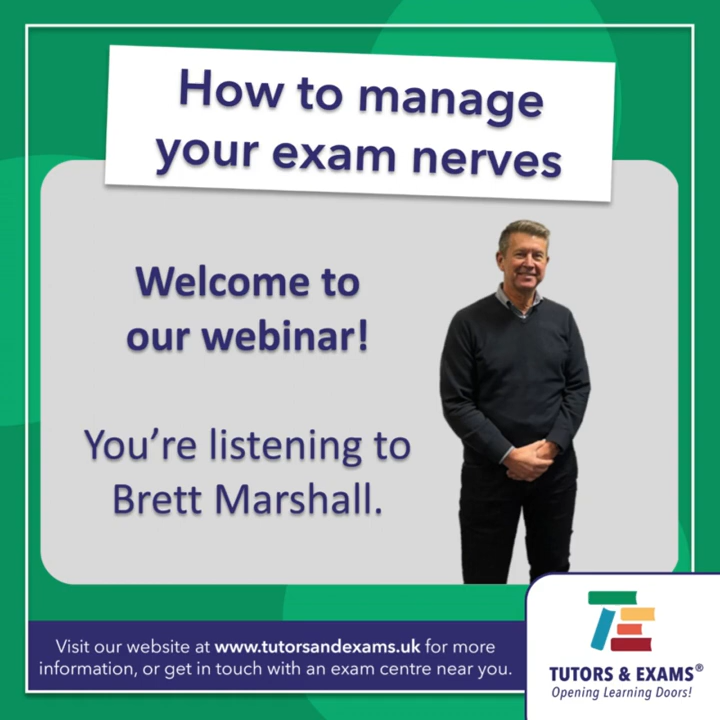 How to manage
your exam nerves
Welcome to
our webinar!
You’re listening to
Brett Marshall.
Visit our website at www.tutorsandexams.uk for more
information, or get in touch with an exam centre near you.
TE
TUTORS & EXAMS®
Opening Learning Doors!